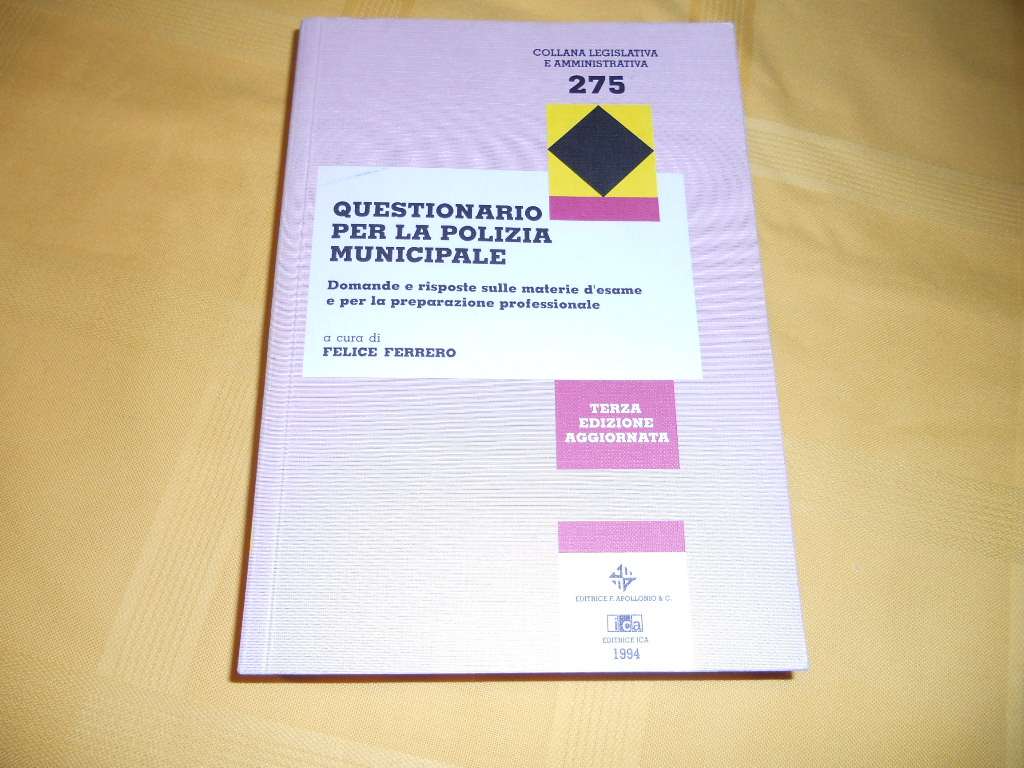 COLLANA LEGISLATIVA
E AMMINISTRATIVA
275
QUESTIONARIO
PER LA POLIZIA
MUNICIPALE
Domande e risposte sulle materie d'esame
e per la preparazione professionale
a cura di
FELICE FERRERO
TERZA
EDIZIONE
AGGIORNATA
EDITRICE F. APOLLONIO & C.
ica
EDITRICE ICA
1994